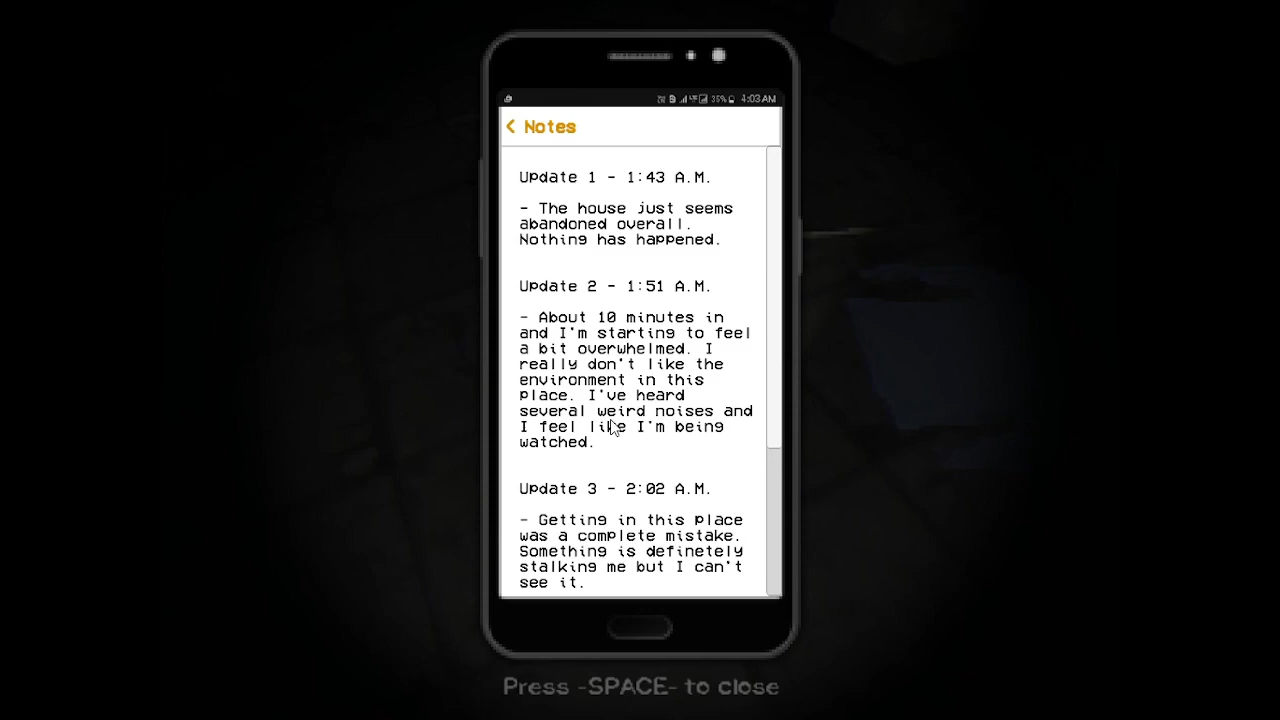 35% 4:03AM
Notes
Update 1 - 1:43 A.M.
- The house just seems
abandoned overall.
Nothing has happened.
Update 2 - 1:51 A.M.
- About 10 minutes in
and I'm starting to feel
a bit overwhelmed. I
really don't like the
environment in this
place. I've heard
several weird noises and
I feel like I'm being
watched.
Update 3 - 2:02 A.M.
- Getting in this place
was a complete mistake.
Something is definetely
stalking me but I can't
see it.
Press -SPACE- to close